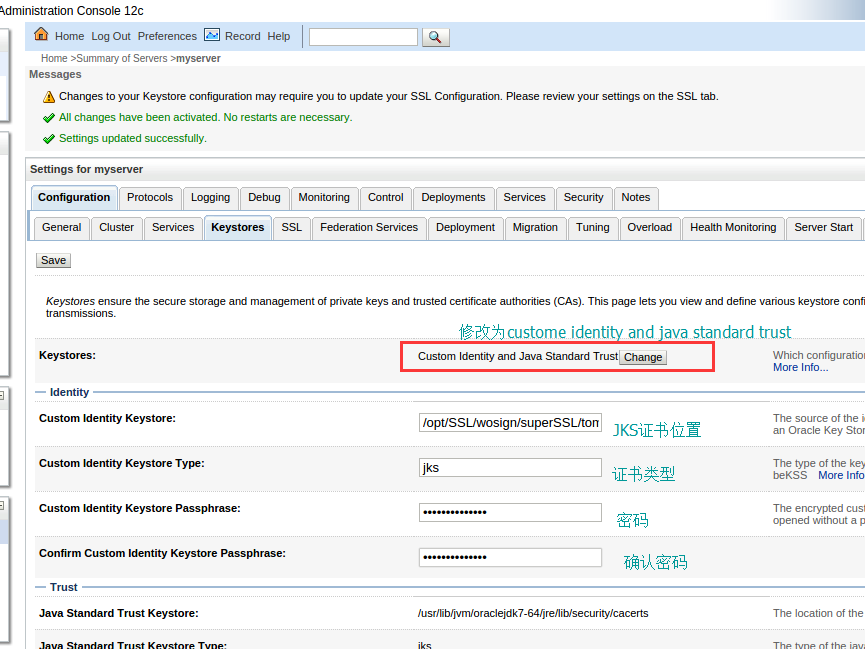 Administration Console 12c
Home Log Out Preferences Record Help
Home >Summary of Servers >myserver
Messages
Changes to your Keystore configuration may require you to update your SSL Configuration. Please review your settings on the SSL tab.
All changes have been activated. No restarts are necessary.
Settings updated successfully.
Settings for myserver
Configuration Protocols Logging Debug Monitoring Control Deployments Services Security Notes
General Cluster Services Keystores SSL Federation Services Deployment Migration Tuning Overload Health Monitoring Server Start
Save
Keystores ensure the secure storage and management of private keys and trusted certificate authorities (CAs). This page lets you view and define various keystore confi
transmissions.
修改为custome identity and java standard trust
Keystores: Custom Identity and Java Standard Trust Change Which configuration
More Info...
Identity
Custom Identity Keystore: /opt/SSL/wosign/superSSL/tom JKS证书位置 The source of the i
an Oracle Key Stor
Custom Identity Keystore Type: jks 证书类型 The type of the key
beKSS More Info
Custom Identity Keystore Passphrase: •••••••••••••• 密码 The encrypted cust
opened without a p
Confirm Custom Identity Keystore Passphrase: •••••••••••••• 确认密码
Trust
Java Standard Trust Keystore: /usr/lib/jvm/oraclejdk7-64/jre/lib/security/cacerts The location of the
Java Standard Trust Keystore Type: jks The type of the java